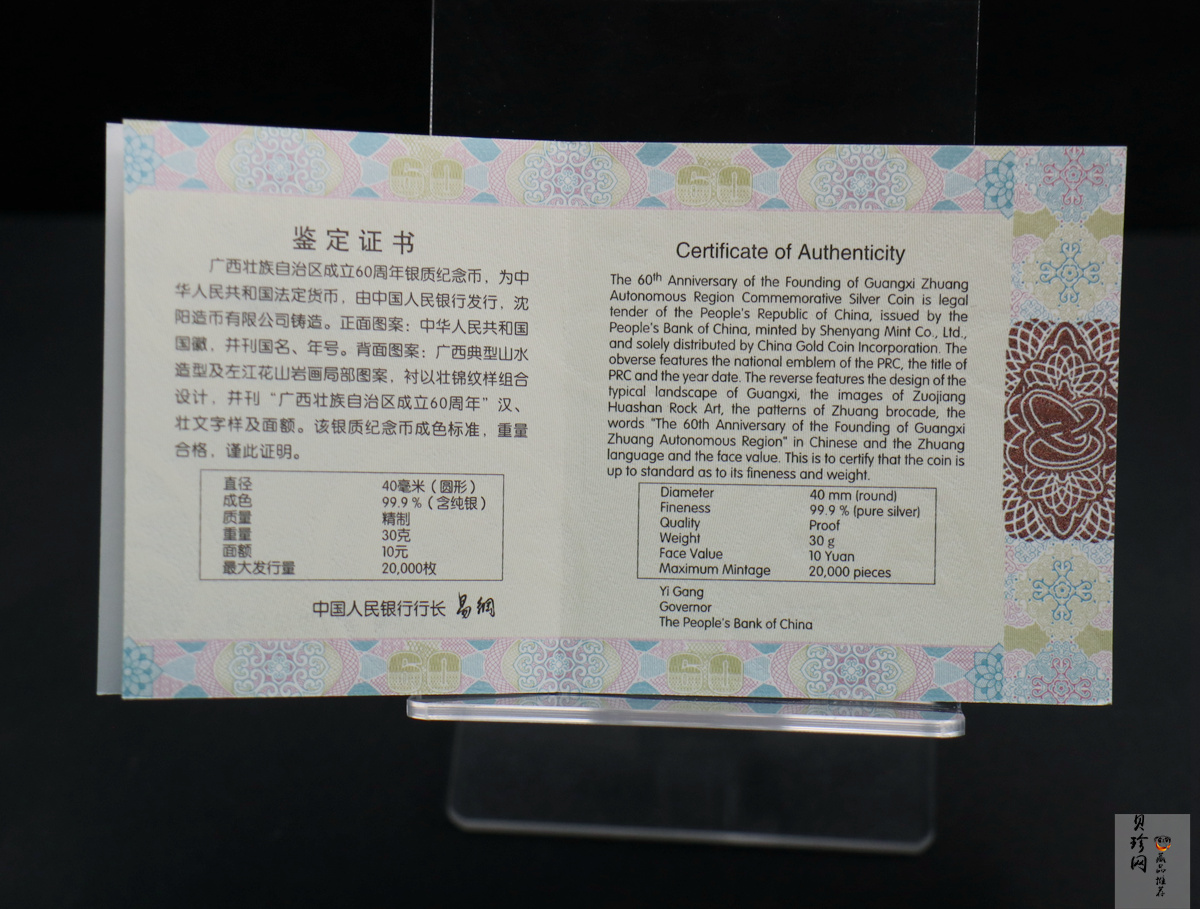 鉴定证书
广西壮族自治区成立60周年银质纪念币，为中
华人民共和国法定货币，由中国人民银行发行，沈
阳造币有限公司铸造。正面图案：中华人民共和国
国徽，并刊国名、年号。背面图案：广西典型山水
造型及左江花山岩画局部图案，衬以壮锦纹样组合
设计，并刊“广西壮族自治区成立60周年”汉、
壮文字样及面额。该银质纪念币成色标准，重量
合格，谨此证明。
直径 40毫米（圆形）
成色 99.9％（含纯银）
质量 精制
重量 30克
面额 10元
最大发行量 20,000枚
中国人民银行行长 易纲
Certificate of Authenticity
The 60th Anniversary of the Founding of Guangxi Zhuang
Autonomous Region Commemorative Silver Coin is legal
tender of the People's Republic of China, issued by the
People's Bank of China, minted by Shenyang Mint Co., Ltd.,
and solely distributed by China Gold Coin Incorporation. The
obverse features the national emblem of the PRC, the title of
PRC and the year date. The reverse features the design of the
typical landscape of Guangxi, the images of Zuojiang
Huashan Rock Art, the patterns of Zhuang brocade, the
words "The 60th Anniversary of the Founding of Guangxi
Zhuang Autonomous Region" in Chinese and the Zhuang
language and the face value. This is to certify that the coin is
up to standard as to its fineness and weight.
Diameter 40 mm (round)
Fineness 99.9 % (pure silver)
Quality Proof
Weight 30 g
Face Value 10 Yuan
Maximum Mintage 20,000 pieces
Yi Gang
Governor
The People's Bank of China
60
60
60
60
贝珍网
藏品推荐